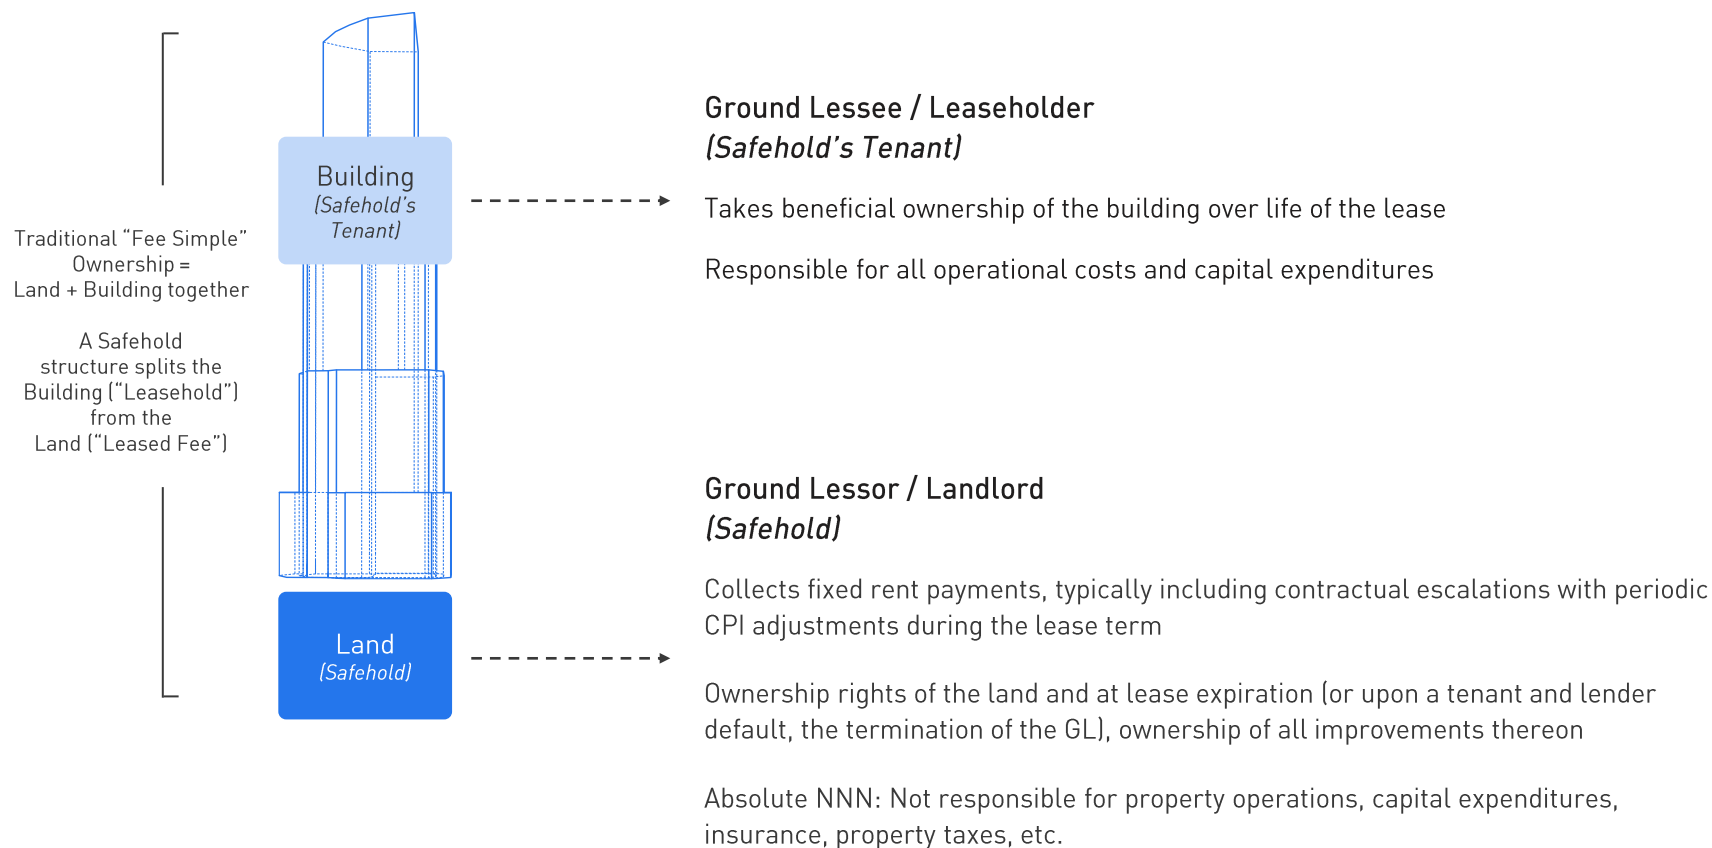 Traditional “Fee Simple”
Ownership =
Land + Building together
A Safehold
structure splits the
Building (“Leasehold”)
from the
Land (“Leased Fee”)
Building
(Safehold’s
Tenant)
Land
(Safehold)
Ground Lessee / Leaseholder
(Safehold’s Tenant)
Takes beneficial ownership of the building over life of the lease
Responsible for all operational costs and capital expenditures
Ground Lessor / Landlord
(Safehold)
Collects fixed rent payments, typically including contractual escalations with periodic
CPI adjustments during the lease term
Ownership rights of the land and at lease expiration (or upon a tenant and lender
default, the termination of the GL), ownership of all improvements thereon
Absolute NNN: Not responsible for property operations, capital expenditures,
insurance, property taxes, etc.